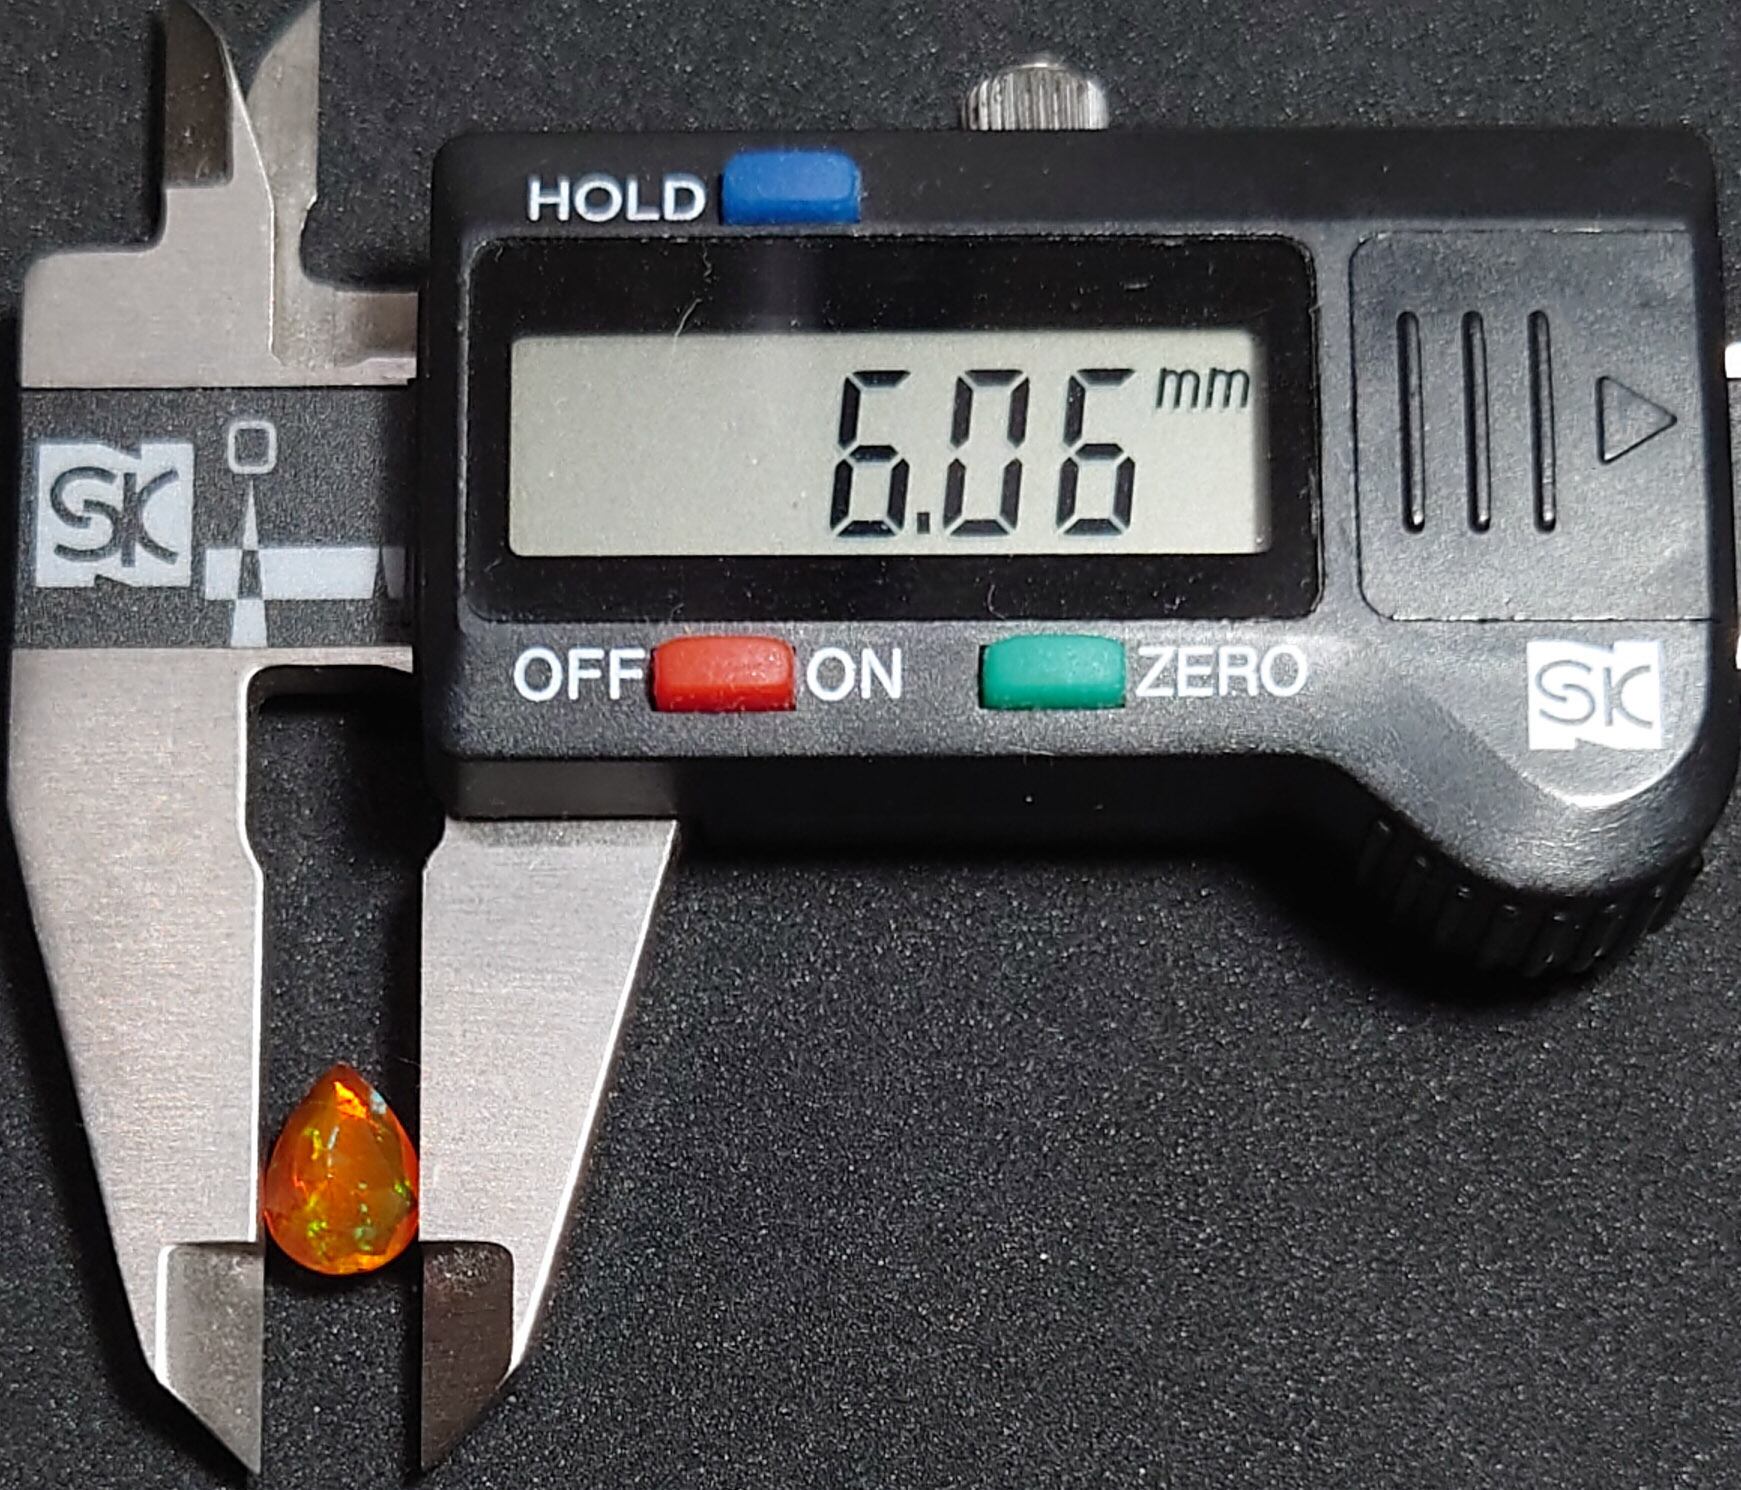 HOLD
6.06 mm
SK
0
OFF ON ZERO
SK